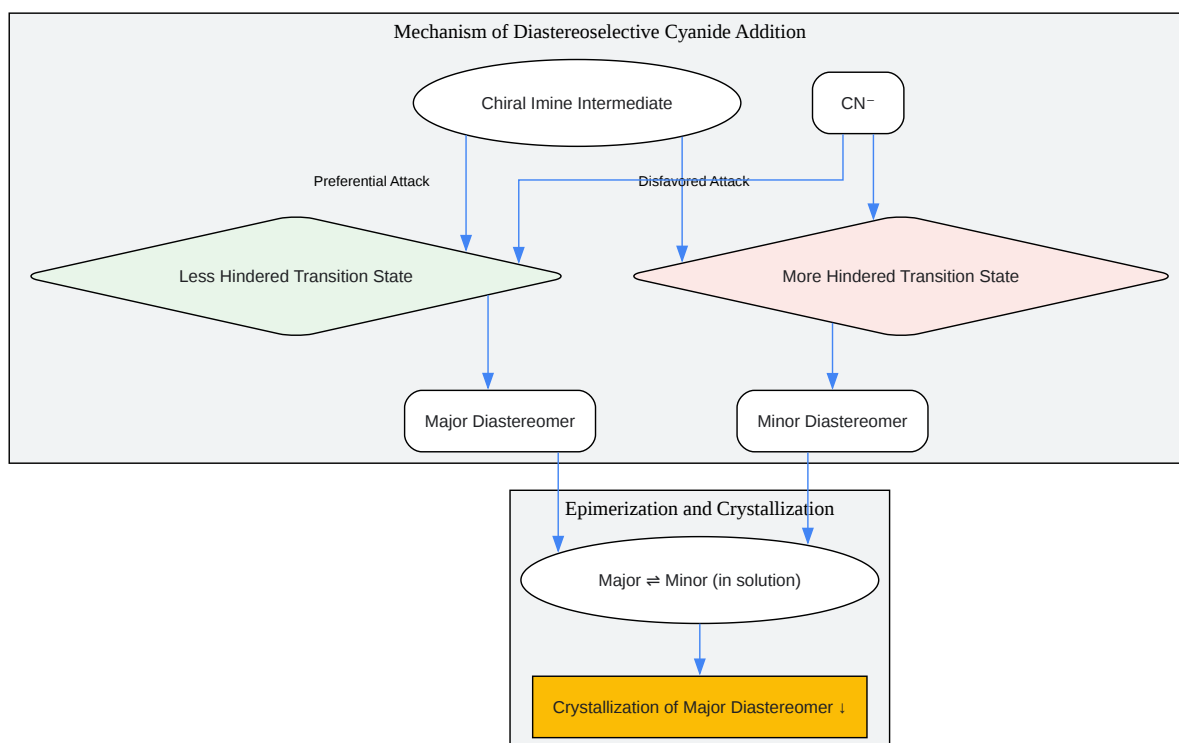 Mechanism of Diastereoselective Cyanide Addition
Chiral Imine Intermediate
CN⁻
Preferential Attack
Disfavored Attack
Less Hindered Transition State
More Hindered Transition State
Major Diastereomer
Minor Diastereomer
Epimerization and Crystallization
Major ⇌ Minor (in solution)
Crystallization of Major Diastereomer ↓